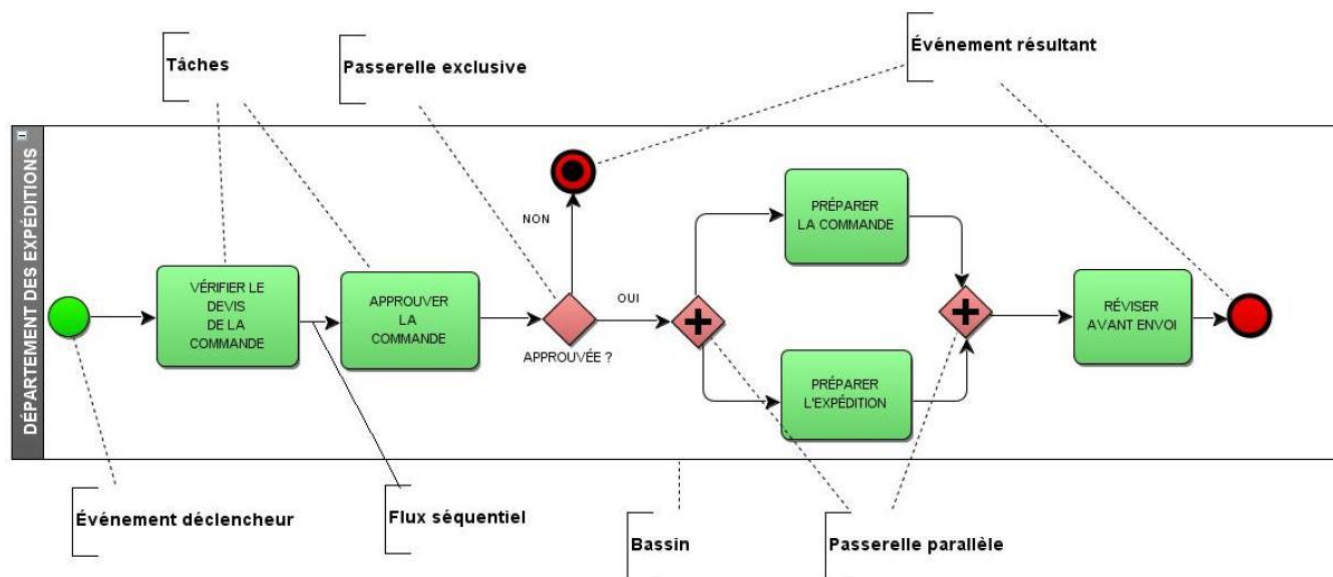 Événement résultant
Tâches
Passerelle exclusive
DÉPARTEMENT DES EXPÉDITIONS
NON
PRÉPARER
LA COMMANDE
VÉRIFIER LE
DEVIS
DE LA
COMMANDE
APPROUVER
LA
COMMANDE
OUI
RÉVISER
AVANT ENVOI
APPROUVÉE ?
PRÉPARER
L'EXPÉDITION
Événement déclencheur
Flux séquentiel
Bassin
Passerelle parallèle